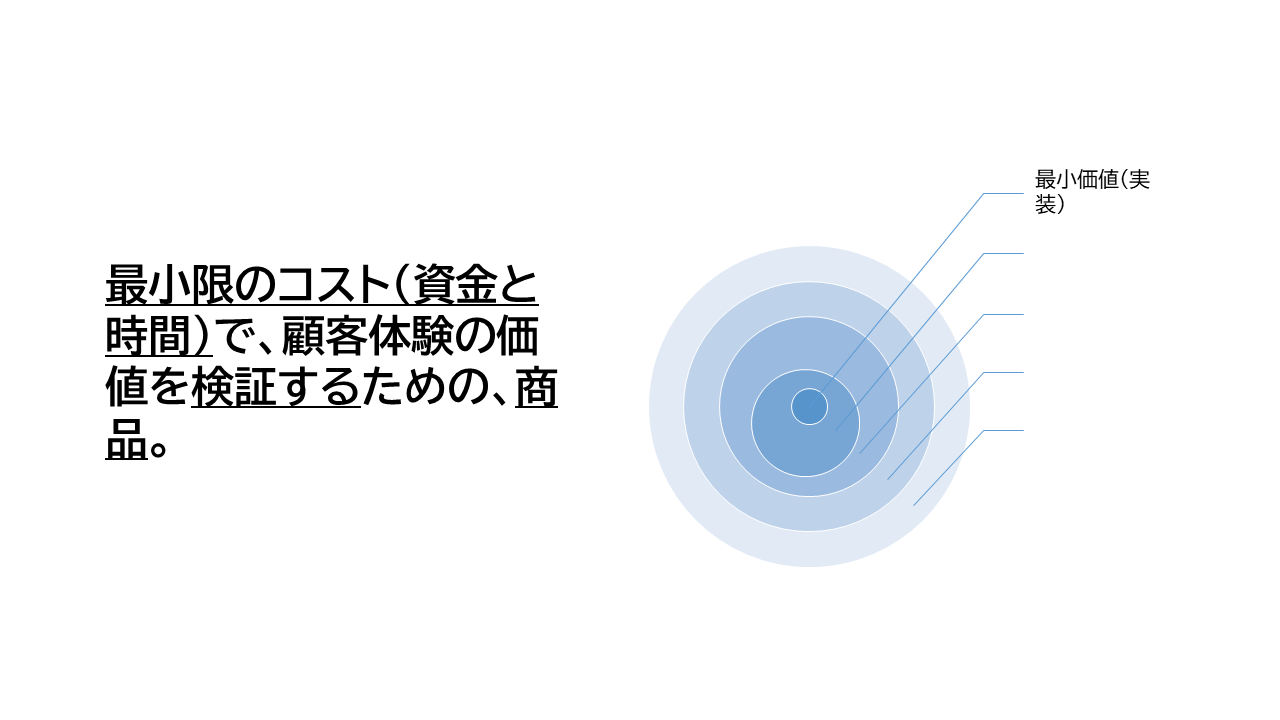 最小限のコスト（資金と
時間）で、顧客体験の価
値を検証するための、商
品。
最小価値（実
装）